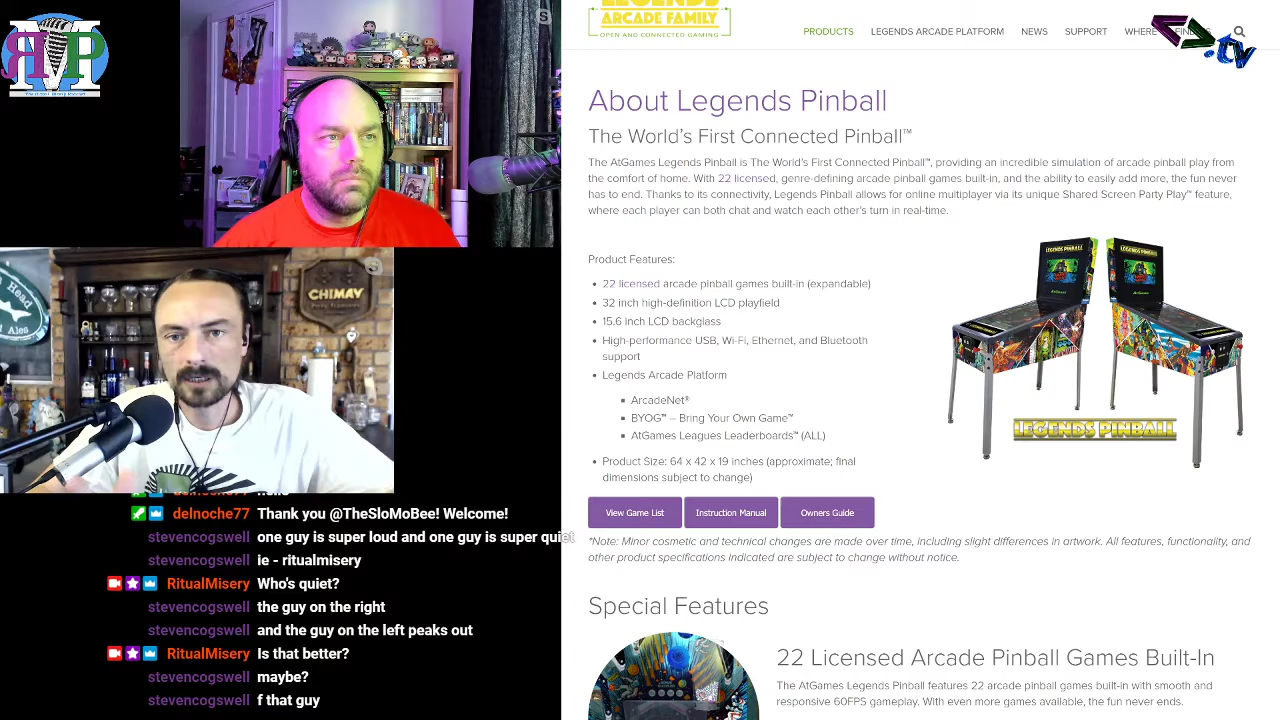 RVP
LEGENDS
ARCADE FAMILY
OPEN AND CONNECTED GAMING
PRODUCTS
LEGENDS ARCADE PLATFORM
NEWS
SUPPORT
.tv
About Legends Pinball
The World's First Connected Pinball™
The AtGames Legends Pinball is The World's First Connected Pinball™, providing an incredible simulation of arcade pinball play from
the comfort of home. With 22 licensed, genre-defining arcade pinball games built-in, and the ability to easily add more, the fun never
has to end. Thanks to its connectivity, Legends Pinball allows for online multiplayer via its unique Shared Screen Party Play™ feature,
where each player can both chat and watch each other's turn in real-time.
Product Features:
22 licensed arcade pinball games built-in (expandable)
32 inch high-definition LCD playfield
15.6 inch LCD backglass
High-performance USB, Wi-Fi, Ethernet, and Bluetooth
support
Legends Arcade Platform
ArcadeNet®
BYOG™ – Bring Your Own Game™
AtGames Leagues Leaderboards™ (ALL)
Product Size: 64 x 42 x 19 inches (approximate; final
dimensions subject to change)
LEGENDS PINBALL
LEGENDS PINBALL
LEGENDS PINBALL
View Game List
Instruction Manual
Owners Guide
*Note: Minor cosmetic and technical changes are made over time, including slight differences in artwork. All features, functionality, and
other product specifications indicated are subject to change without notice.
Special Features
22 Licensed Arcade Pinball Games Built-In
The AtGames Legends Pinball features 22 arcade pinball games built-in with smooth and
responsive 60FPS gameplay. With even more games available, the fun never ends.
CHIMAY
Head
Ales
delnoche77 Thank you @TheSloMoBee! Welcome!
stevencogswell one guy is super loud and one guy is super quiet
stevencogswell ie - ritualmisery
RitualMisery Who's quiet?
stevencogswell the guy on the right
stevencogswell and the guy on the left peaks out
RitualMisery Is that better?
stevencogswell maybe?
stevencogswell f that guy